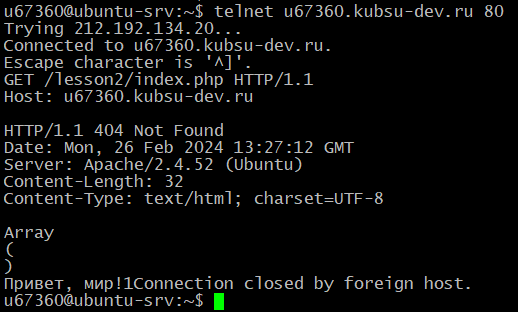 u67360@ubuntu-srv:~$ telnet u67360.kubsu-dev.ru 80
Trying 212.192.134.20...
Connected to u67360.kubsu-dev.ru.
Escape character is '^]'.
GET /lesson2/index.php HTTP/1.1
Host: u67360.kubsu-dev.ru

HTTP/1.1 404 Not Found
Date: Mon, 26 Feb 2024 13:27:12 GMT
Server: Apache/2.4.52 (Ubuntu)
Content-Length: 32
Content-Type: text/html; charset=UTF-8

Array
(
)
Привет, мир!1Connection closed by foreign host.
u67360@ubuntu-srv:~$